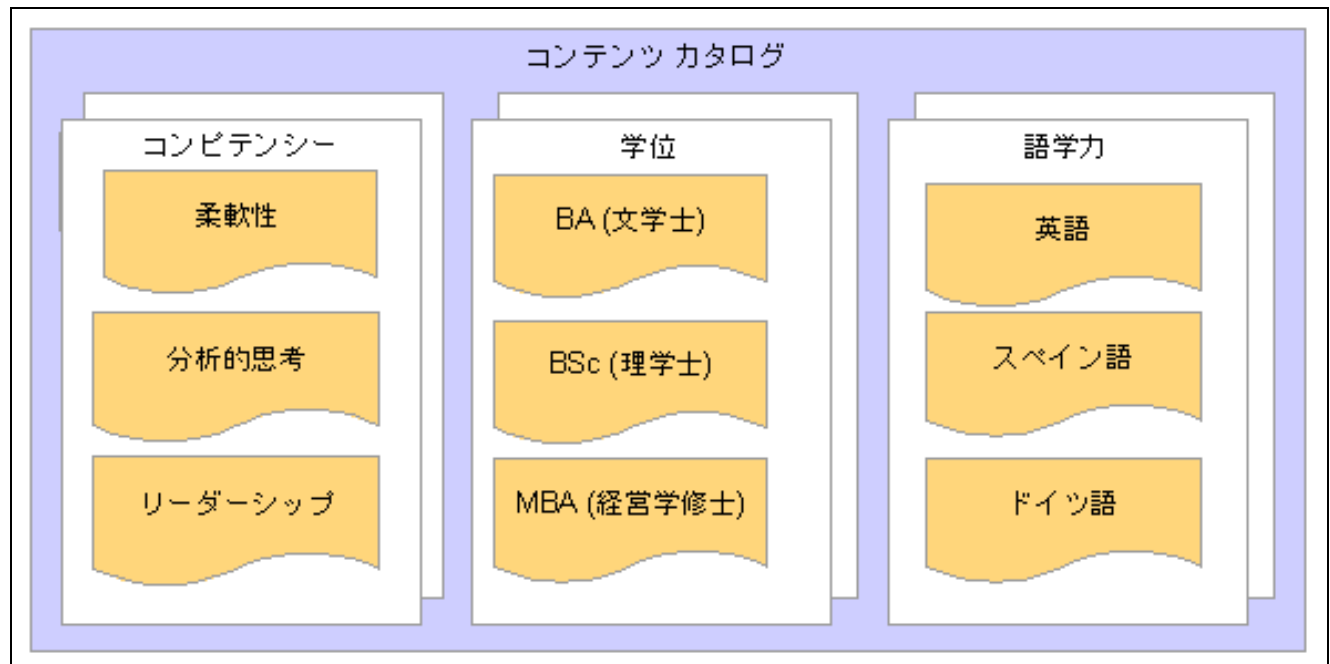 コンテンツ カタログ
コンピテンシー
柔軟性
分析的思考
リーダーシップ
学位
BA (文学士)
BSc (理学士)
MBA (経営学修士)
語学力
英語
スペイン語
ドイツ語